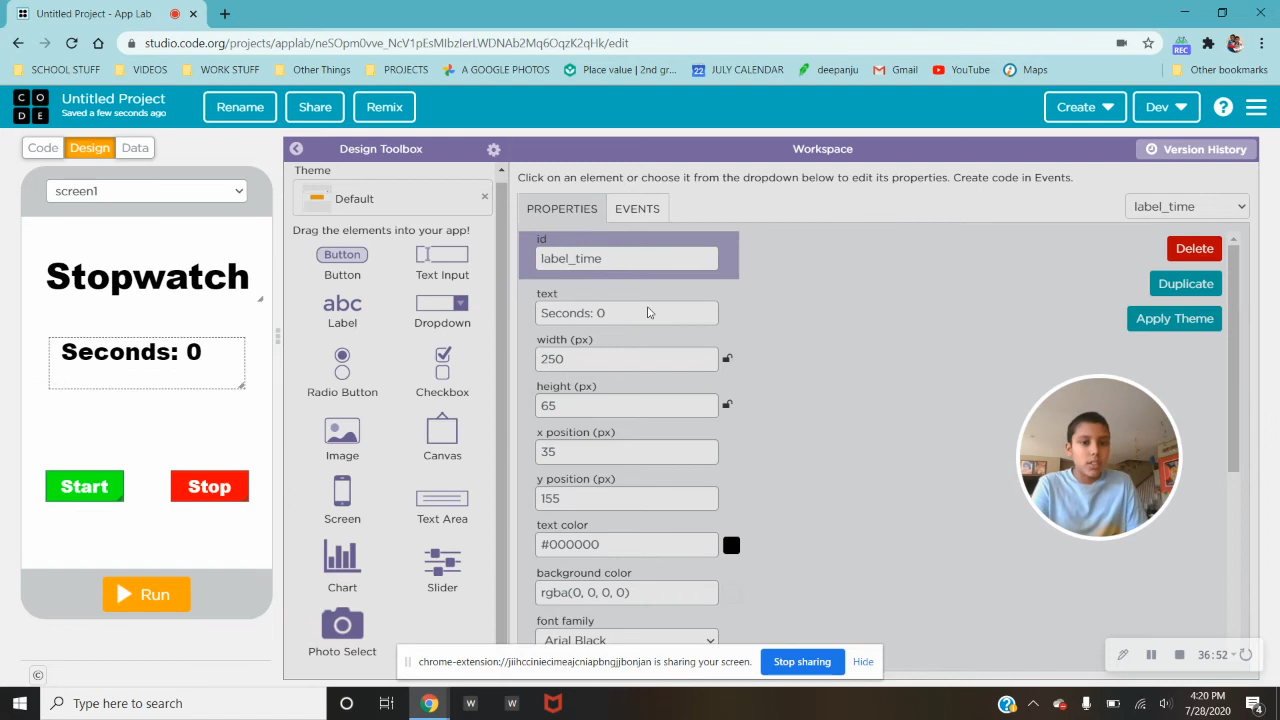 Untitled Project - App Lab
studio.code.org/projects/applab/neSOpm0vve_NcV1pEsMIbzIerLWDNAb2Mq6OqzK2qHk/edit
REC
SCHOOL STUFF
VIDEOS
WORK STUFF
Other Things
PROJECTS
A GOOGLE PHOTOS
Place value | 2nd gr...
22
JULY CALENDAR
deepanju
Gmail
YouTube
Maps
Other bookmarks
C O
D E
Untitled Project
Saved a few seconds ago
Rename
Share
Remix
Create
Dev
?
Code
Design
Data
Design Toolbox
Workspace
Version History
screen1
Theme
Default
Drag the elements into your app!
Button
Button
Text Input
abc
Label
Dropdown
Radio Button
Checkbox
Image
Canvas
Screen
Text Area
Chart
Slider
Photo Select
Click on an element or choose it from the dropdown below to edit its properties. Create code in Events.
PROPERTIES
EVENTS
label_time
id
label_time
text
Seconds: 0
width (px)
250
height (px)
65
x position (px)
35
y position (px)
155
text color
#000000
background color
rgba(0, 0, 0, 0)
font family
Arial Black
Delete
Duplicate
Apply Theme
Stopwatch
Seconds: 0
Start
Stop
Run
©
chrome-extension://jiihcciniecimeajcniapbngjjbonjan is sharing your screen.
Stop sharing
Hide
36:52
Type here to search
W
W
?
4:20 PM
7/28/2020
4